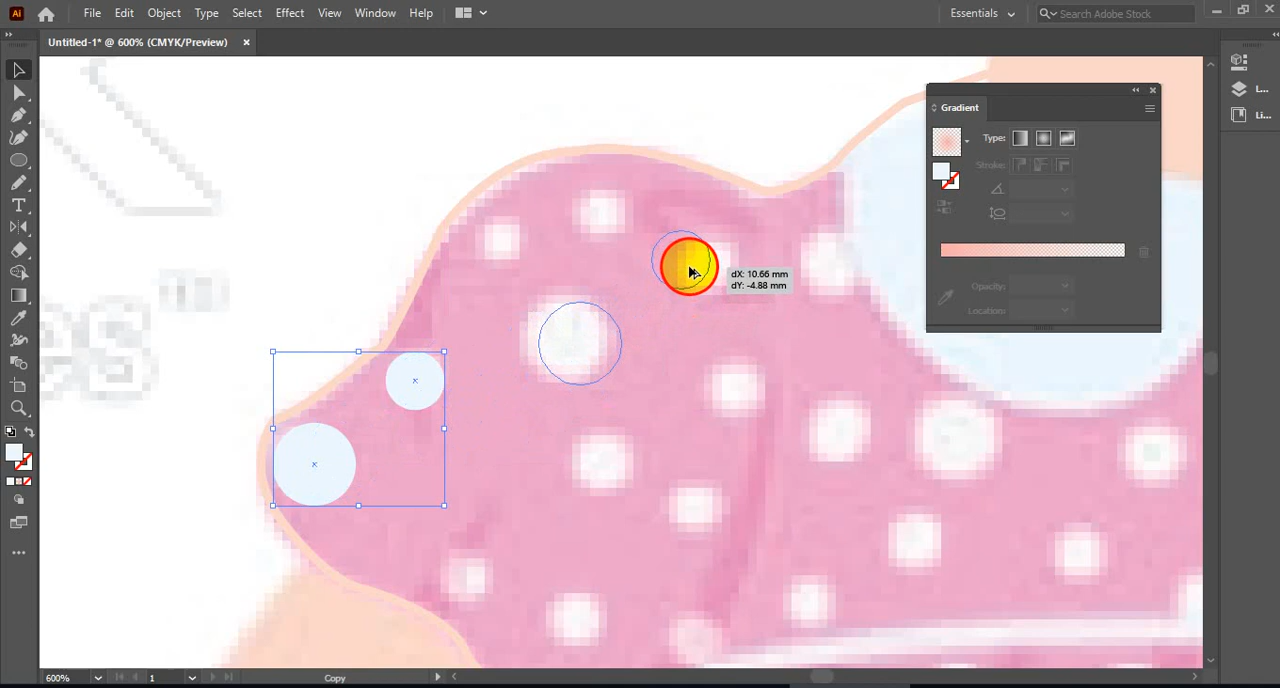 Ai File Edit Object Type Select Effect View Window Help Essentials Search Adobe Stock
Untitled-1* @ 600% (CMYK/Preview)
Gradient
Type:
Stroke:
L...
Li...
dX: 10.66 mm
dY: -4.88 mm
Opacity:
Location:
600% 1 Copy